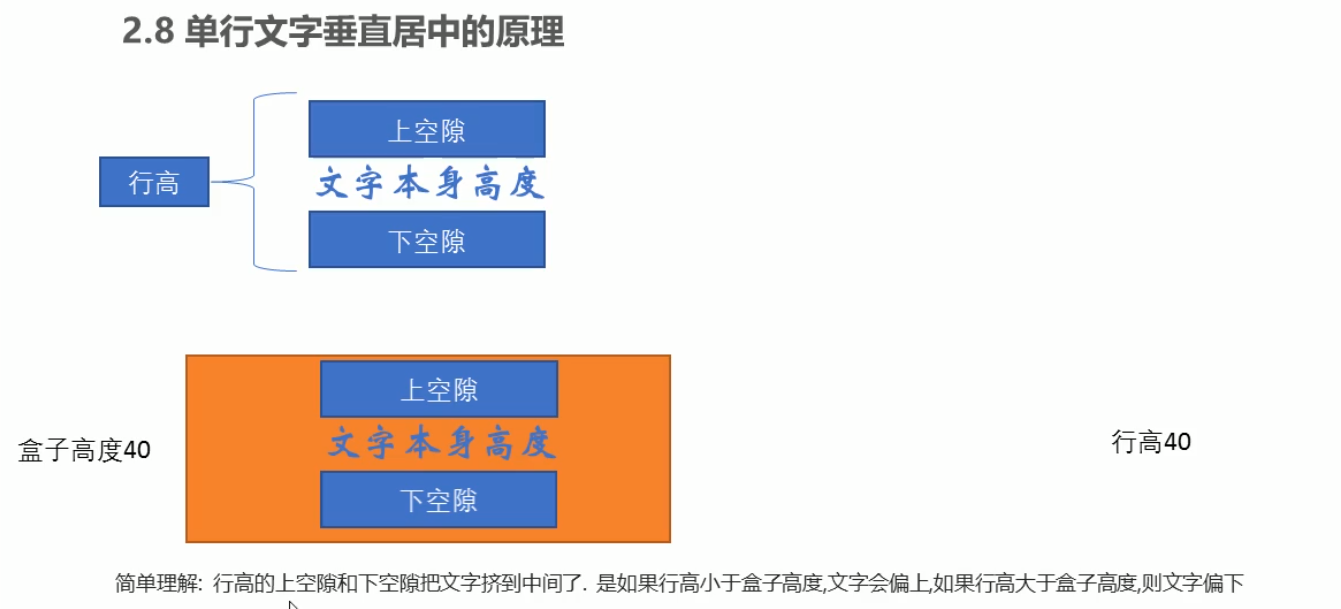 2.8 单行文字垂直居中的原理
上空隙
行高
文字本身高度
下空隙
上空隙
文字本身高度
盒子高度40
行高40
下空隙
简单理解: 行高的上空隙和下空隙把文字挤到中间了. 是如果行高小于盒子高度,文字会偏上,如果行高大于盒子高度,则文字偏下